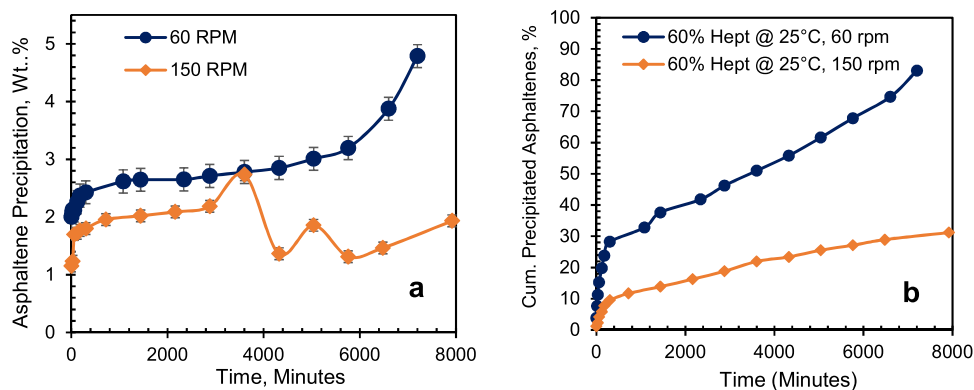 Asphaltene Precipitation, Wt..%
5
4
3
2
1
0
60 RPM
150 RPM
a
0 2000 4000 6000 8000
Time, Minutes
Cum. Precipitated Asphaltenes, %
100
90
80
70
60
50
40
30
20
10
0
60% Hept @ 25°C, 60 rpm
60% Hept @ 25°C, 150 rpm
b
0 2000 4000 6000 8000
Time (Minutes)